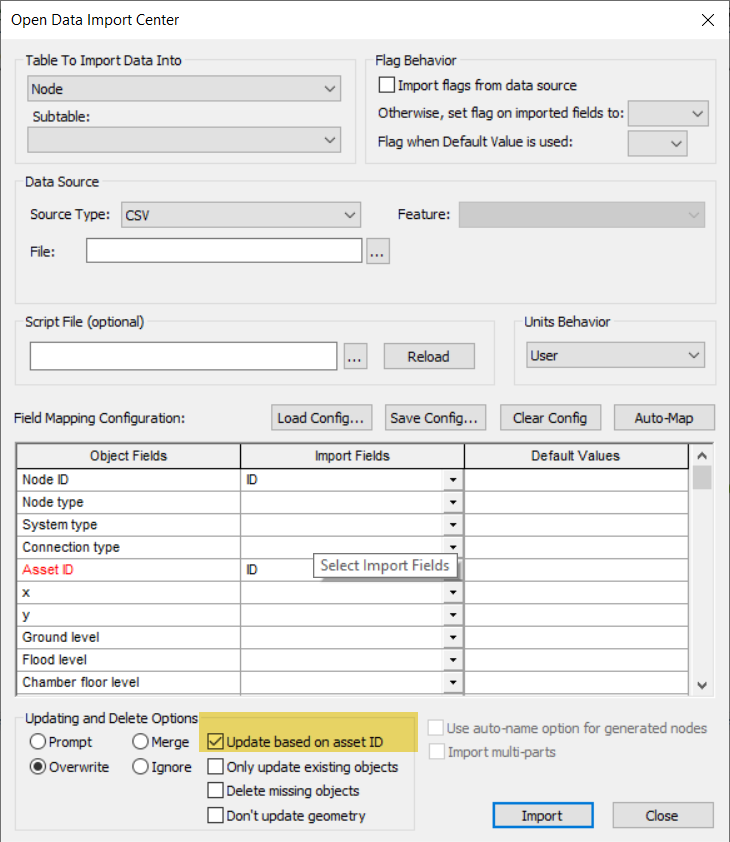 Open Data Import Center
Table To Import Data Into
Node
Subtable:
Flag Behavior
Import flags from data source
Otherwise, set flag on imported fields to:
Flag when Default Value is used:
Data Source
Source Type: CSV
Feature:
File:
...
Script File (optional)
... Reload
Units Behavior
User
Field Mapping Configuration: Load Config... Save Config... Clear Config Auto-Map
Object Fields Import Fields Default Values
Node ID ID
Node type
System type
Connection type
Asset ID ID
Select Import Fields
x
y
Ground level
Flood level
Chamber floor level
Updating and Delete Options
Prompt Merge Update based on asset ID
Overwrite Ignore Only update existing objects
Delete missing objects
Don't update geometry
Use auto-name option for generated nodes
Import multi-parts
Import Close